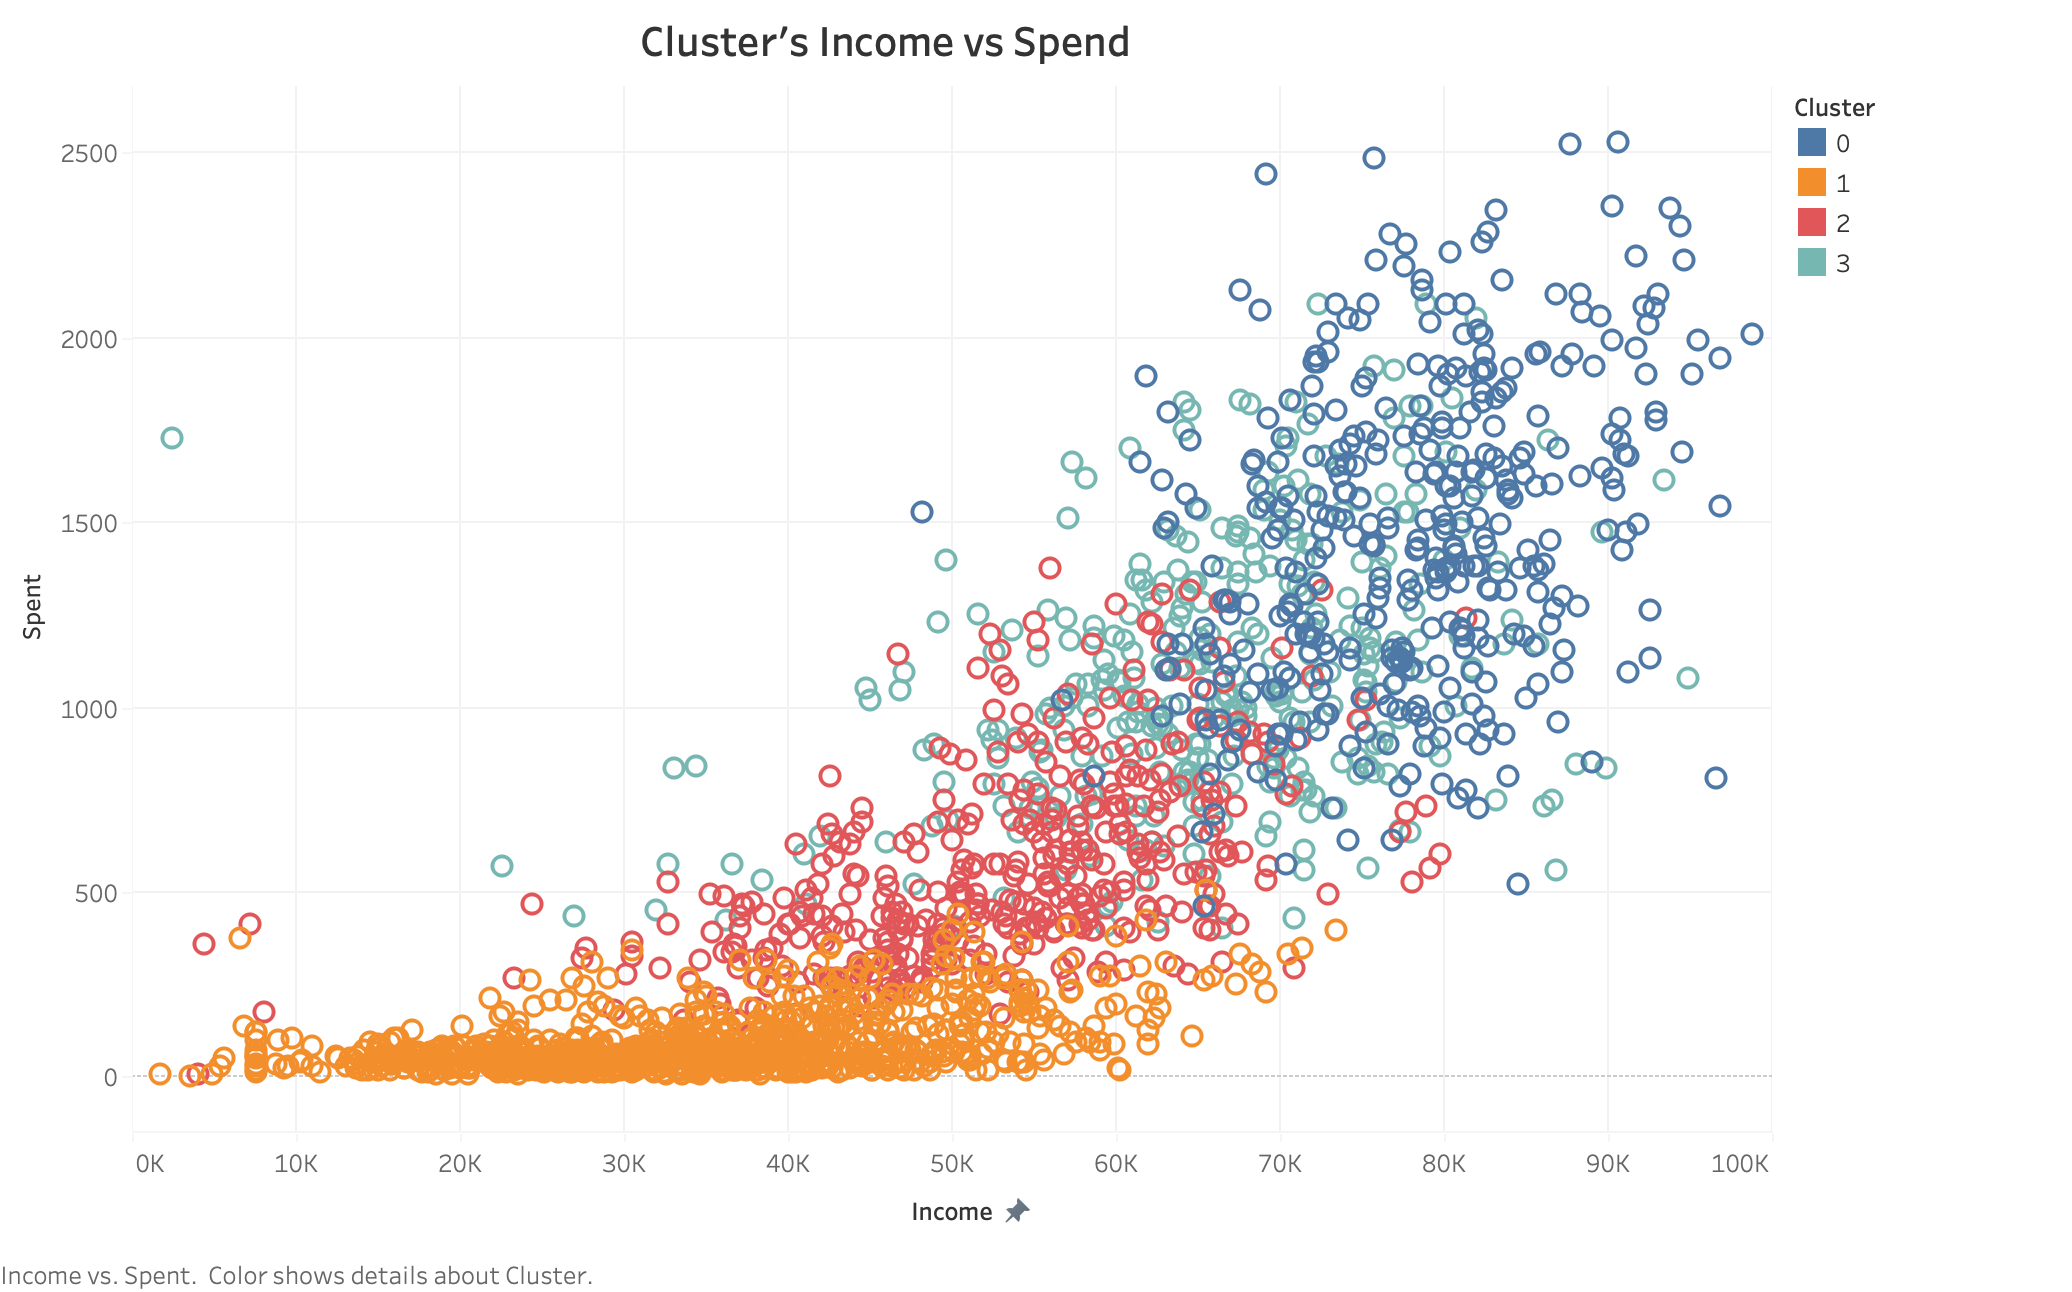 Cluster’s Income vs Spend
Cluster
0
1
2
3
2500
2000
1500
1000
500
0
Spent
0K 10K 20K 30K 40K 50K 60K 70K 80K 90K 100K
Income
Income vs. Spent. Color shows details about Cluster.